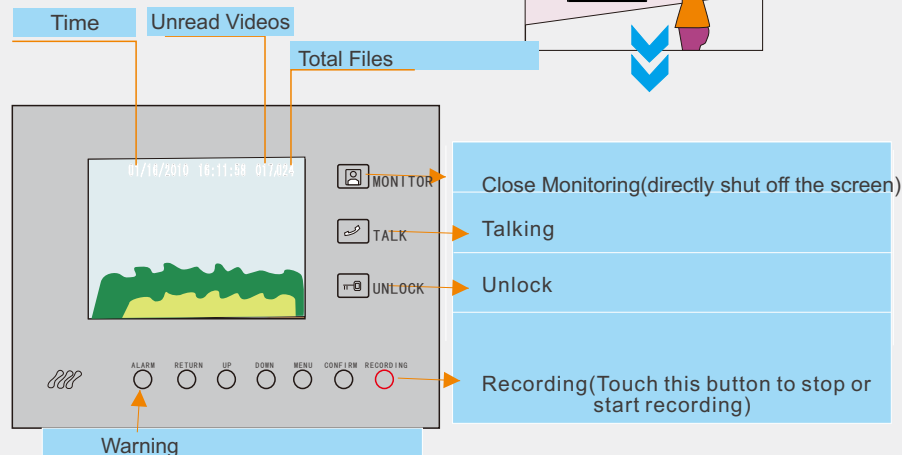 Time
Unread Videos
Total Files
01/16/2010 16:11:58 017/024
MONITOR
Close Monitoring(directly shut off the screen)
TALK
Talking
UNLOCK
Unlock
ALARM RETURN UP DOWN MENU CONFIRM RECORDING
Recording(Touch this button to stop or
start recording)
Warning